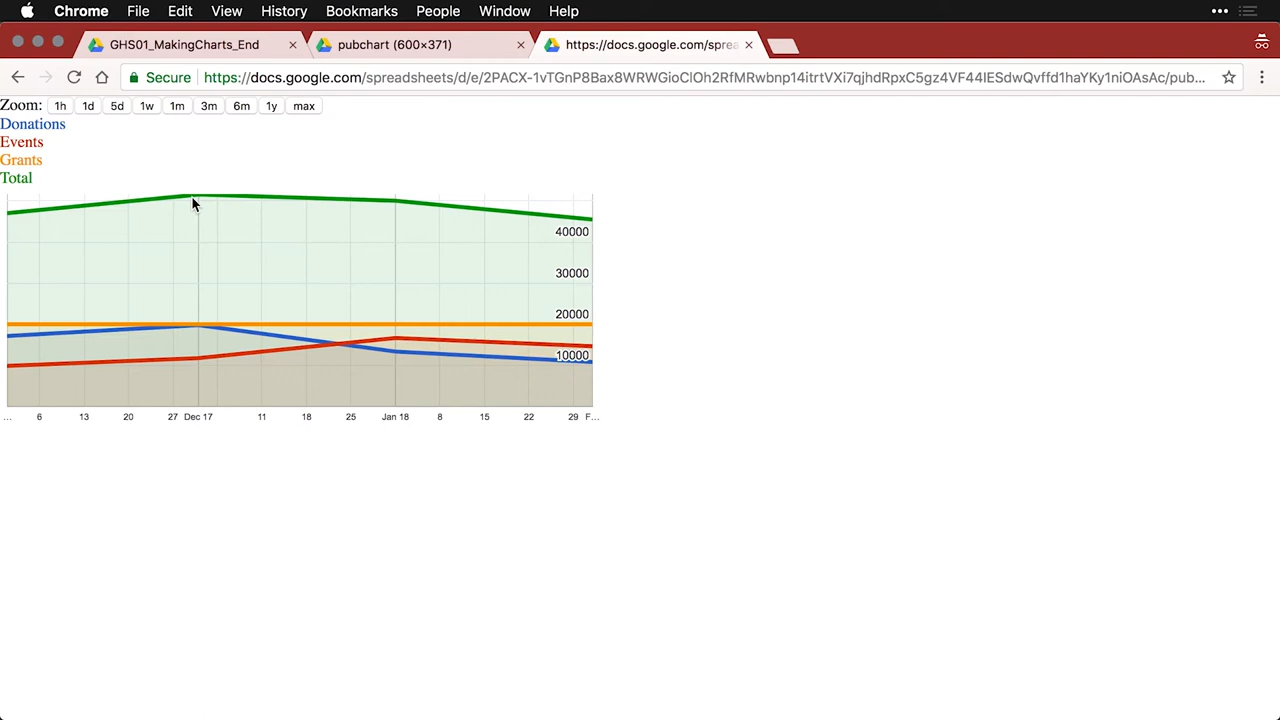 Chrome File Edit View History Bookmarks People Window Help
GHS01_MakingCharts_End
pubchart (600×371)
https://docs.google.com/sprea
Secure https://docs.google.com/spreadsheets/d/e/2PACX-1vTGnP8Bax8WRWGioClOh2RfMRwbnp14itrtVXi7qjhdRpxC5gz4VF44IESdwQvffd1haYKy1niOAsAc/pub...
Zoom: 1h 1d 5d 1w 1m 3m 6m 1y max
Donations
Events
Grants
Total
40000
30000
20000
10000
... 6 13 20 27 Dec 17 11 18 25 Jan 18 8 15 22 29 F...